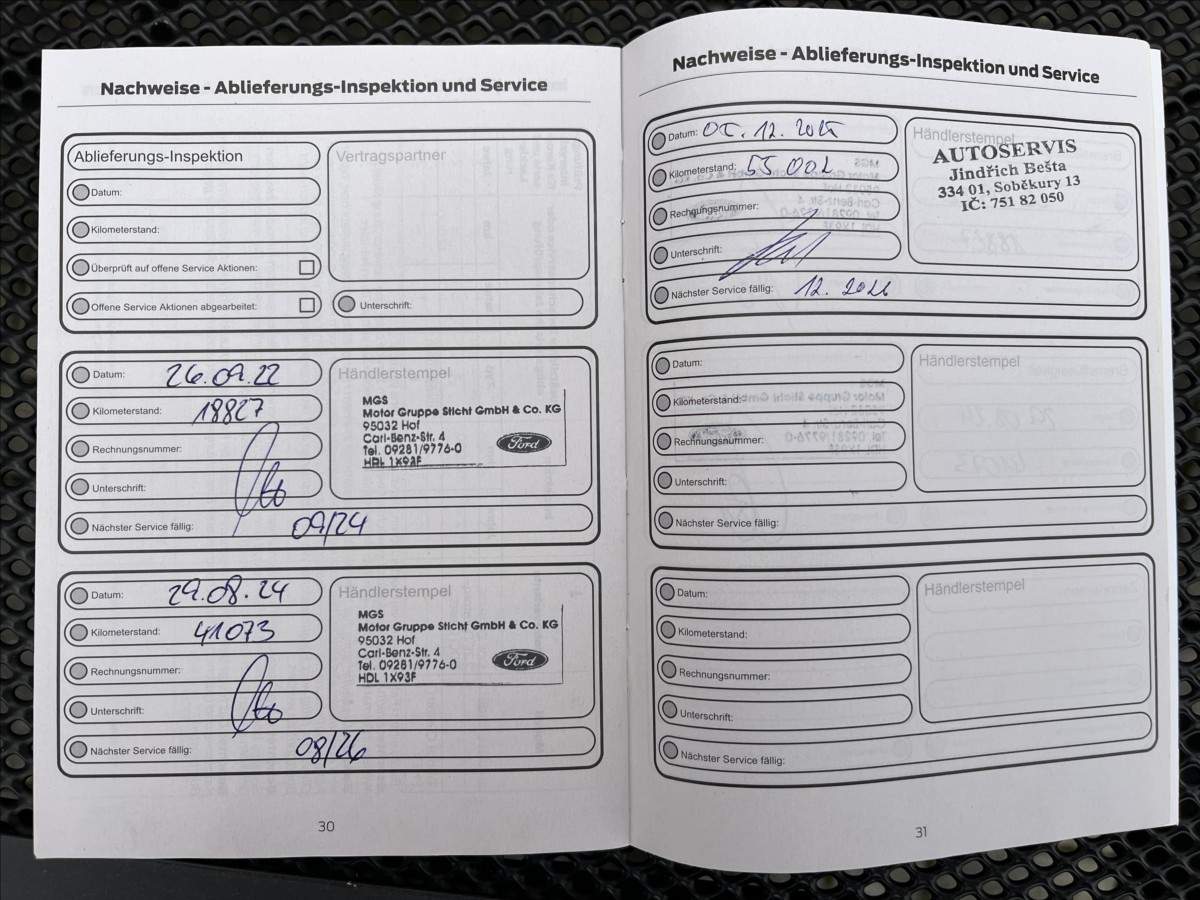 Nachweise - Ablieferungs-Inspektion und Service
Ablieferungs-Inspektion
Datum:
Kilometerstand:
Überprüft auf offene Service Aktionen:
Offene Service Aktionen abgearbeitet:
Vertragspartner
Unterschrift:
Datum: 26.09.22
Kilometerstand: 18827
Rechnungsnummer:
Unterschrift:
Nächster Service fällig: 09/24
Händlerstempel
MGS
Motor Gruppe Sticht GmbH & Co. KG
95032 Hof
Carl-Benz-Str. 4
Tel. 09281/9776-0
HDL 1X93F
Ford
Datum: 29.08.24
Kilometerstand: 41073
Rechnungsnummer:
Unterschrift:
Nächster Service fällig: 08/26
Händlerstempel
MGS
Motor Gruppe Sticht GmbH & Co. KG
95032 Hof
Carl-Benz-Str. 4
Tel. 09281/9776-0
HDL 1X93F
Ford
30
Nachweise - Ablieferungs-Inspektion und Service
Datum: 12.
Kilometerstand:
Rechnungsnummer:
Unterschrift:
Nächster Service fällig: 12. 2026
Händlerstempel
AUTOSERVIS
Jindřich Bešta
334 01, Soběkury 13
IČ: 751 82 050
Datum:
Kilometerstand:
Rechnungsnummer:
Unterschrift:
Nächster Service fällig:
Händlerstempel
Datum:
Kilometerstand:
Rechnungsnummer:
Unterschrift:
Nächster Service fällig:
Händlerstempel
31